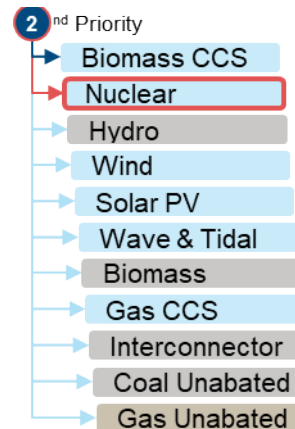 2 nd Priority
Biomass CCS
Nuclear
Hydro
Wind
Solar PV
Wave & Tidal
Biomass
Gas CCS
Interconnector
Coal Unabated
Gas Unabated